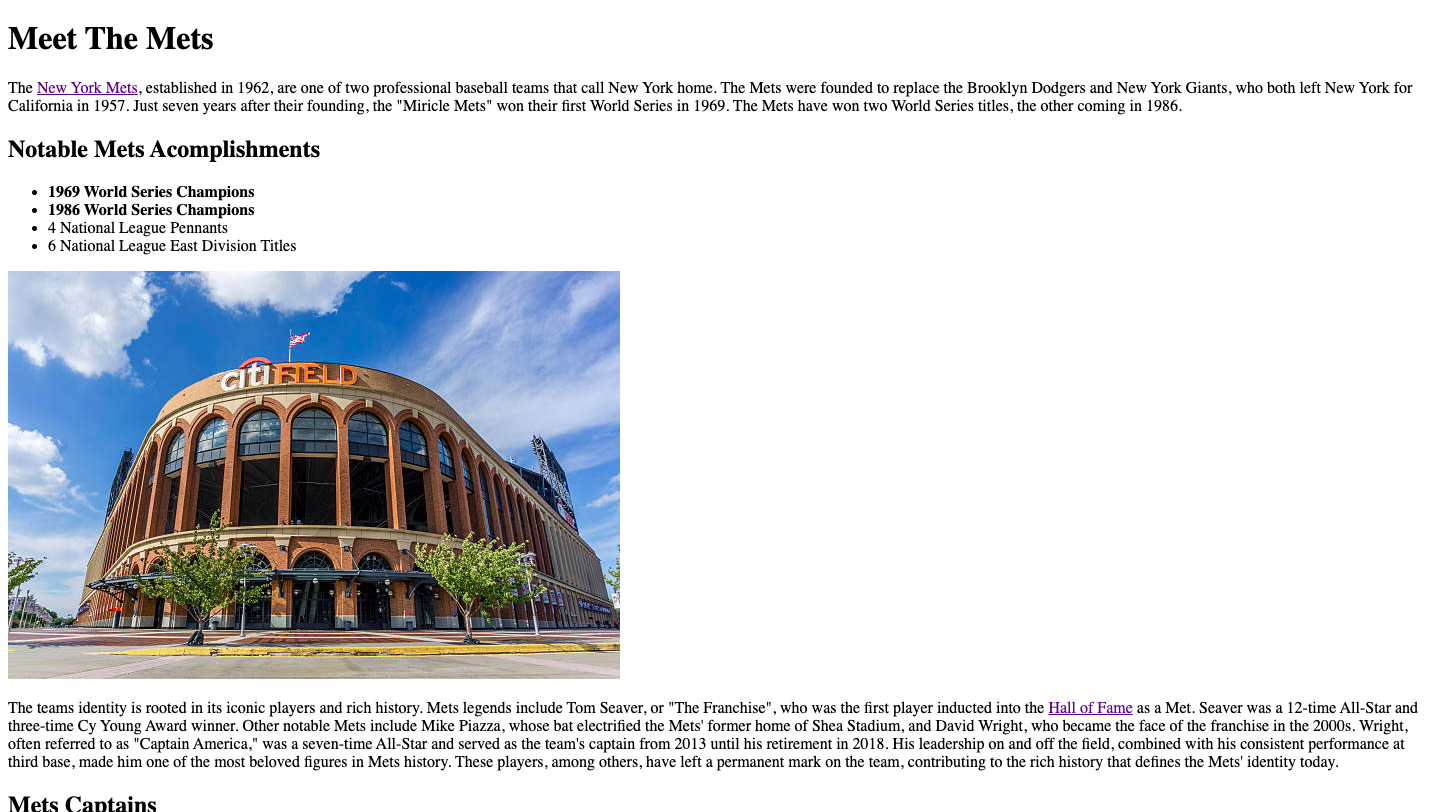 Meet The Mets
The New York Mets, established in 1962, are one of two professional baseball teams that call New York home. The Mets were founded to replace the Brooklyn Dodgers and New York Giants, who both left New York for
California in 1957. Just seven years after their founding, the "Miricle Mets" won their first World Series in 1969. The Mets have won two World Series titles, the other coming in 1986.
Notable Mets Acomplishments
• 1969 World Series Champions
• 1986 World Series Champions
• 4 National League Pennants
• 6 National League East Division Titles
citi FIELD
The teams identity is rooted in its iconic players and rich history. Mets legends include Tom Seaver, or "The Franchise", who was the first player inducted into the Hall of Fame as a Met. Seaver was a 12-time All-Star and
three-time Cy Young Award winner. Other notable Mets include Mike Piazza, whose bat electrified the Mets' former home of Shea Stadium, and David Wright, who became the face of the franchise in the 2000s. Wright,
often referred to as "Captain America," was a seven-time All-Star and served as the team's captain from 2013 until his retirement in 2018. His leadership on and off the field, combined with his consistent performance at
third base, made him one of the most beloved figures in Mets history. These players, among others, have left a permanent mark on the team, contributing to the rich history that defines the Mets' identity today.
Mets Captains